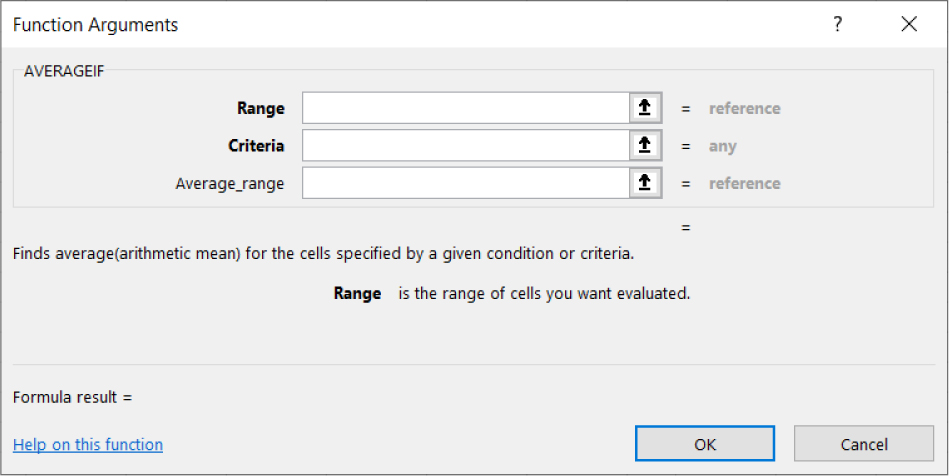 Function Arguments ?
AVERAGEIF
Range = reference
Criteria = any
Average_range = reference
=
Finds average(arithmetic mean) for the cells specified by a given condition or criteria.
Range is the range of cells you want evaluated.
Formula result =
Help on this function OK Cancel